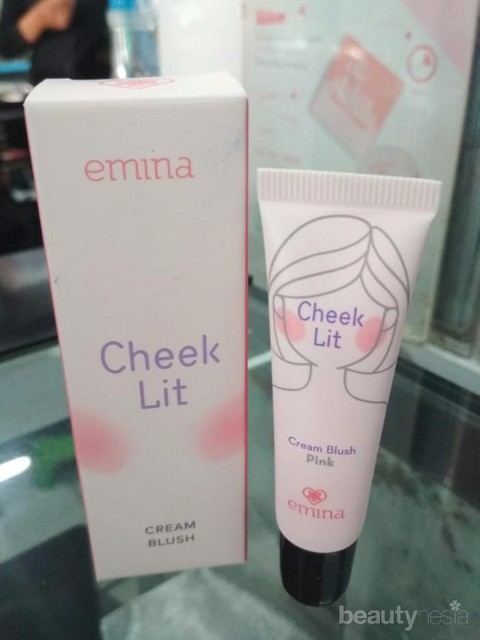 emina
Cheek
Lit
CREAM
BLUSH
Cheek
Lit
Cream Blush
Pink
emina
beautynesia